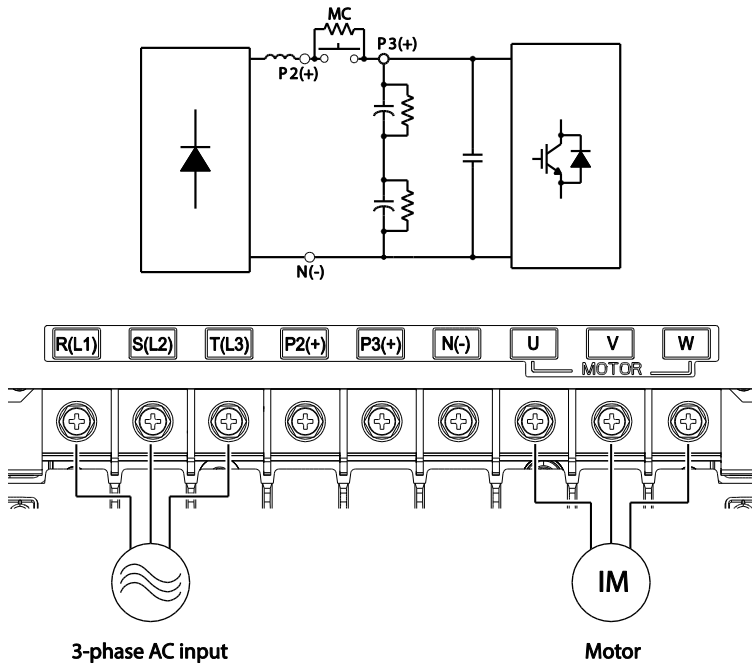 MC
P3(+)
P2(+)
N(-)
R(L1) S(L2) T(L3) P2(+) P3(+) N(-) U V W
MOTOR
IM
3-phase AC input Motor